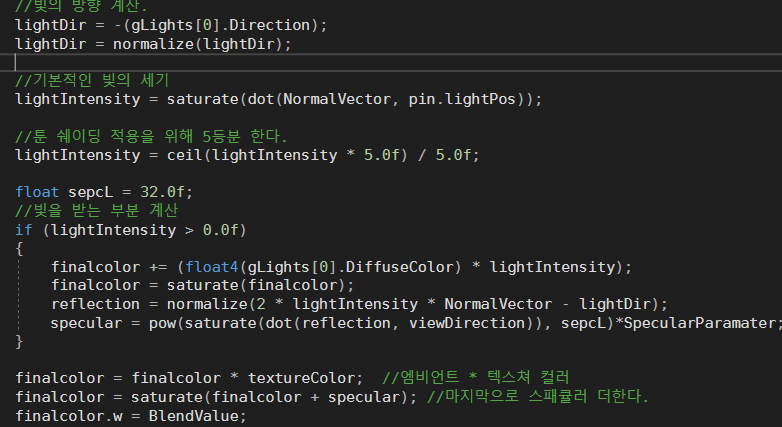 //빛의 방향 계산.
lightDir = -(gLights[0].Direction);
lightDir = normalize(lightDir);
//기본적인 빛의 세기
lightIntensity = saturate(dot(NormalVector, pin.lightPos));
//툰 쉐이딩 적용을 위해 5등분 한다.
lightIntensity = ceil(lightIntensity * 5.0f) / 5.0f;
float sepcL = 32.0f;
//빛을 받는 부분 계산
if (lightIntensity > 0.0f)
{
finalcolor += (float4(gLights[0].DiffuseColor) * lightIntensity);
finalcolor = saturate(finalcolor);
reflection = normalize(2 * lightIntensity * NormalVector - lightDir);
specular = pow(saturate(dot(reflection, viewDirection)), sepcL)*SpecularParamater;
}
finalcolor = finalcolor * textureColor; //엠비언트 * 텍스쳐 컬러
finalcolor = saturate(finalcolor + specular); //마지막으로 스패큘러 더한다.
finalcolor.w = BlendValue;